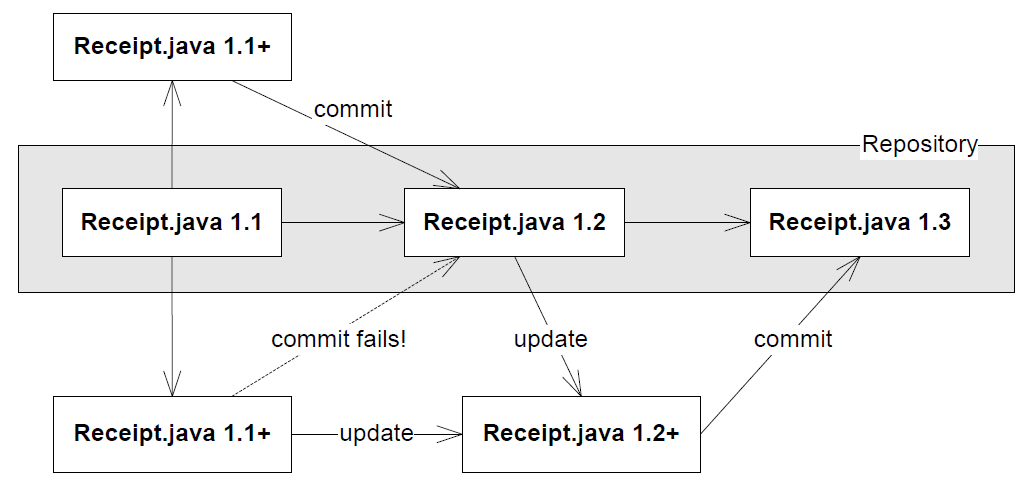 Receipt.java 1.1+
commit
Repository
Receipt.java 1.1
Receipt.java 1.2
Receipt.java 1.3
commit fails!
update
commit
Receipt.java 1.1+
update
Receipt.java 1.2+